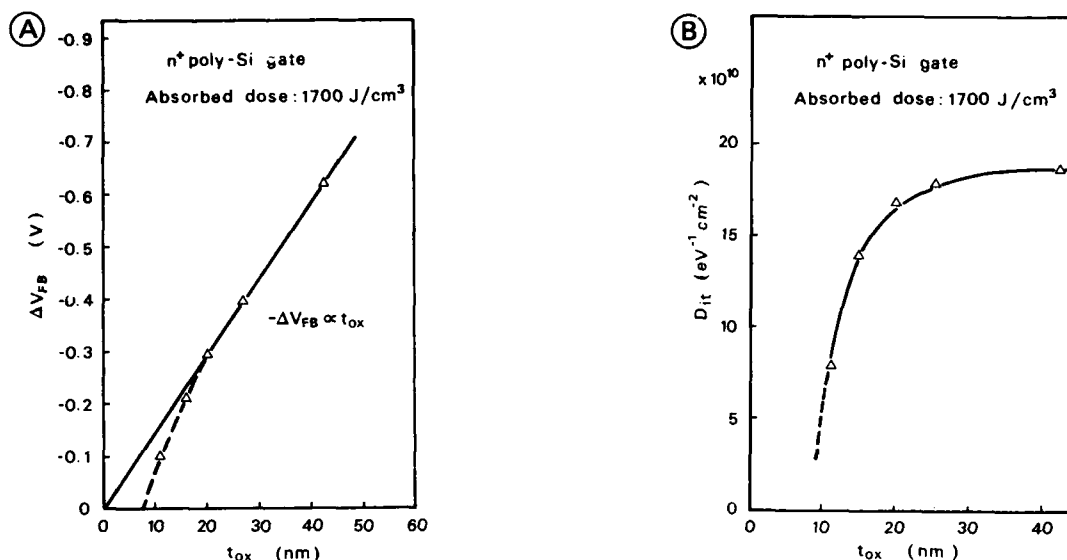 A
-0.9
-0.8
-0.7
-0.6
-0.5
-0.4
-0.3
-0.2
-0.1
0
ΔV_FB (V)
n⁺ poly-Si gate
Absorbed dose: 1700 J/cm³
-ΔV_FB ∝ t_ox
0 10 20 30 40 50 60
t_ox (nm)
B
×10¹⁰
20
15
10
5
0
D_it (eV⁻¹ cm⁻²)
n⁺ poly-Si gate
Absorbed dose: 1700 J/cm³
0 10 20 30 40
t_ox (nm)